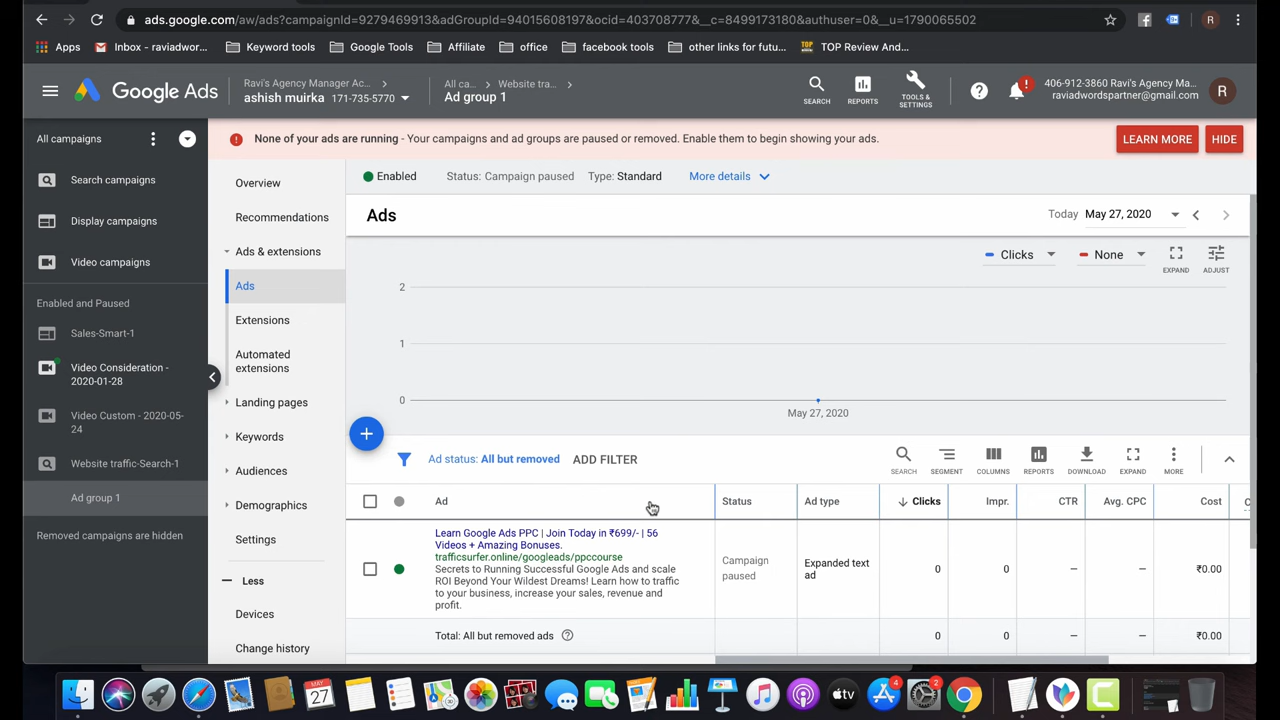 ads.google.com/aw/ads?campaignId=9279469913&adGroupId=94015608197&ocid=403708777&__c=8499173180&authuser=0&__u=1790065502
R
Apps
Inbox - raviadwor...
Keyword tools
Google Tools
Affiliate
office
facebook tools
other links for futu...
TOP Review And...
Google Ads
Ravi's Agency Manager Ac...
ashish muirka 171-735-5770
All ca...
Website tra...
Ad group 1
SEARCH
REPORTS
TOOLS &
SETTINGS
!
406-912-3860 Ravi's Agency Ma...
raviadwordspartner@gmail.com
R
All campaigns
None of your ads are running - Your campaigns and ad groups are paused or removed. Enable them to begin showing your ads.
LEARN MORE
HIDE
Search campaigns
Display campaigns
Video campaigns
Enabled and Paused
Sales-Smart-1
Video Consideration -
2020-01-28
Video Custom - 2020-05-
24
Website traffic-Search-1
Ad group 1
Removed campaigns are hidden
Overview
Recommendations
Ads & extensions
Ads
Extensions
Automated
extensions
Landing pages
Keywords
Audiences
Demographics
Settings
Less
Devices
Change history
Enabled
Status: Campaign paused
Type: Standard
More details
Ads
Today May 27, 2020
Clicks
None
EXPAND
ADJUST
2
1
0
May 27, 2020
Ad status: All but removed
ADD FILTER
SEARCH
SEGMENT
COLUMNS
REPORTS
DOWNLOAD
EXPAND
MORE
Ad
Status
Ad type
Clicks
Impr.
CTR
Avg. CPC
Cost
Learn Google Ads PPC | Join Today in ₹699/- | 56
Videos + Amazing Bonuses.
trafficsurfer.online/googleads/ppccourse
Secrets to Running Successful Google Ads and scale
ROI Beyond Your Wildest Dreams! Learn how to traffic
to your business, increase your sales, revenue and
profit.
Campaign
paused
Expanded text
ad
0
0
—
—
₹0.00
Total: All but removed ads
0
0
—
—
₹0.00
MAY
27
tv
4
2